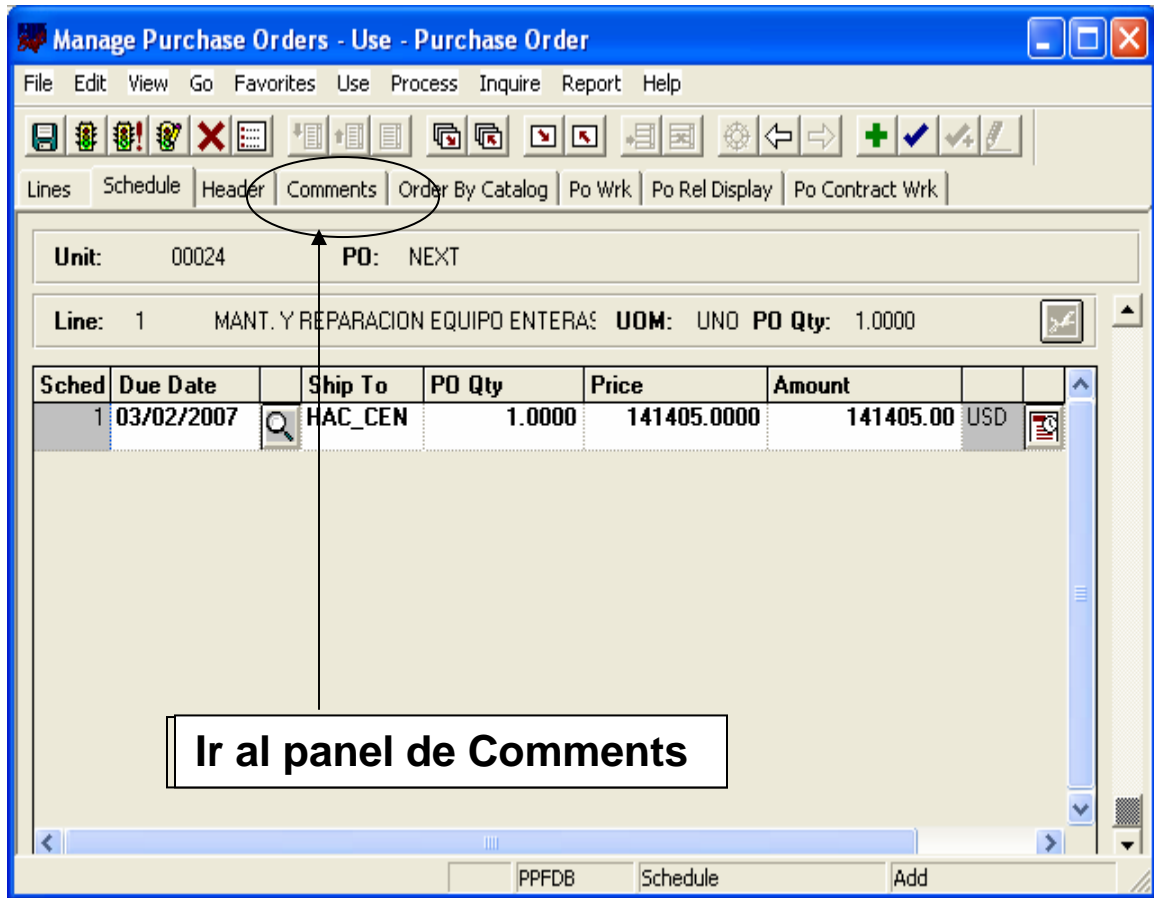 Manage Purchase Orders - Use - Purchase Order
File Edit View Go Favorites Use Process Inquire Report Help
Lines Schedule Header Comments Order By Catalog Po Wrk Po Rel Display Po Contract Wrk
Unit: 00024 PO: NEXT
Line: 1 MANT. Y REPARACION EQUIPO ENTERAS UOM: UNO PO Qty: 1.0000
Sched Due Date Ship To PO Qty Price Amount
1 03/02/2007 HAC_CEN 1.0000 141405.0000 141405.00 USD
Ir al panel de Comments
PPFDB Schedule Add